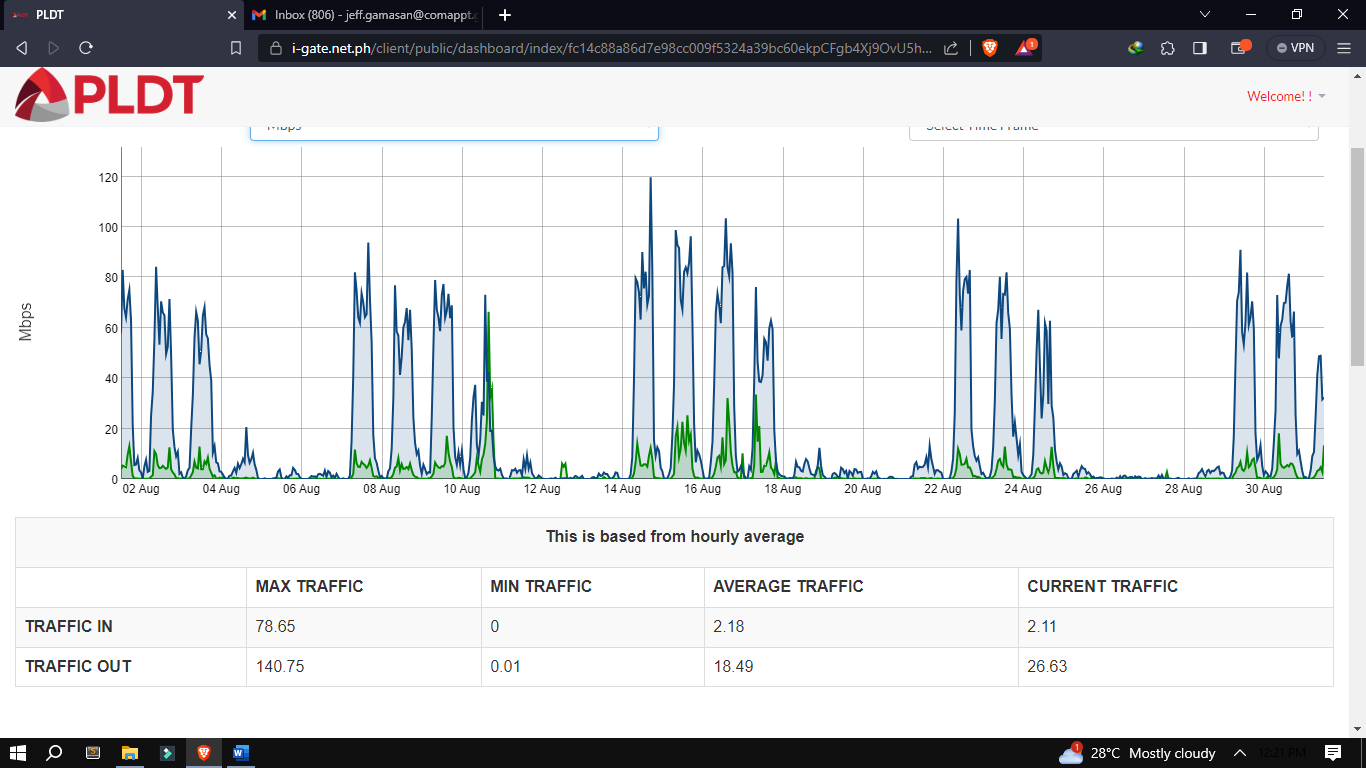 PLDT
Inbox (806) - jeff.gamasan@comappt.
i-gate.net.ph/client/public/dashboard/index/fc14c88a86d7e98cc009f5324a39bc60ekpCFgb4Xj9OvU5h...
1
VPN
PLDT
Welcome! !
Mbps
Select Time Frame
Mbps
120
100
80
60
40
20
0
02 Aug 04 Aug 06 Aug 08 Aug 10 Aug 12 Aug 14 Aug 16 Aug 18 Aug 20 Aug 22 Aug 24 Aug 26 Aug 28 Aug 30 Aug
This is based from hourly average
MAX TRAFFIC MIN TRAFFIC AVERAGE TRAFFIC CURRENT TRAFFIC
TRAFFIC IN 78.65 0 2.18 2.11
TRAFFIC OUT 140.75 0.01 18.49 26.63
1 28°C Mostly cloudy 12:21 PM